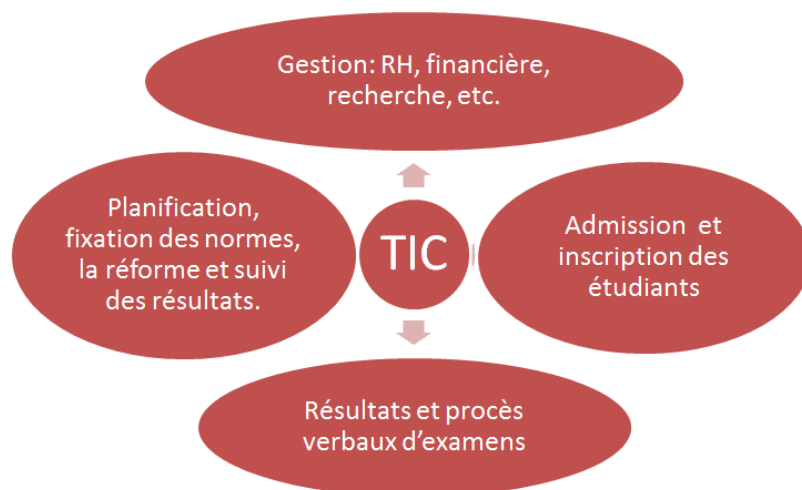 Gestion: RH, financière,
recherche, etc.
Planification,
fixation des normes,
la réforme et suivi
des résultats.
TIC
Admission et
inscription des
étudiants
Résultats et procès
verbaux d'examens